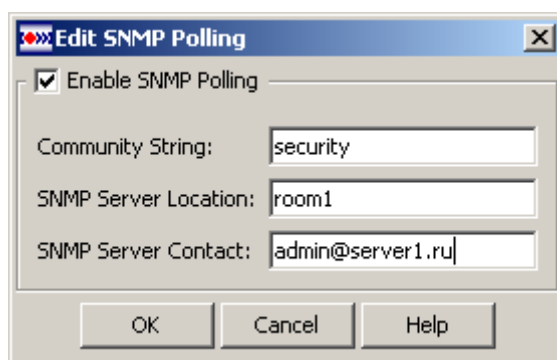 Edit SNMP Polling
Enable SNMP Polling
Community String: security
SNMP Server Location: room1
SNMP Server Contact: admin@server1.ru
OK Cancel Help